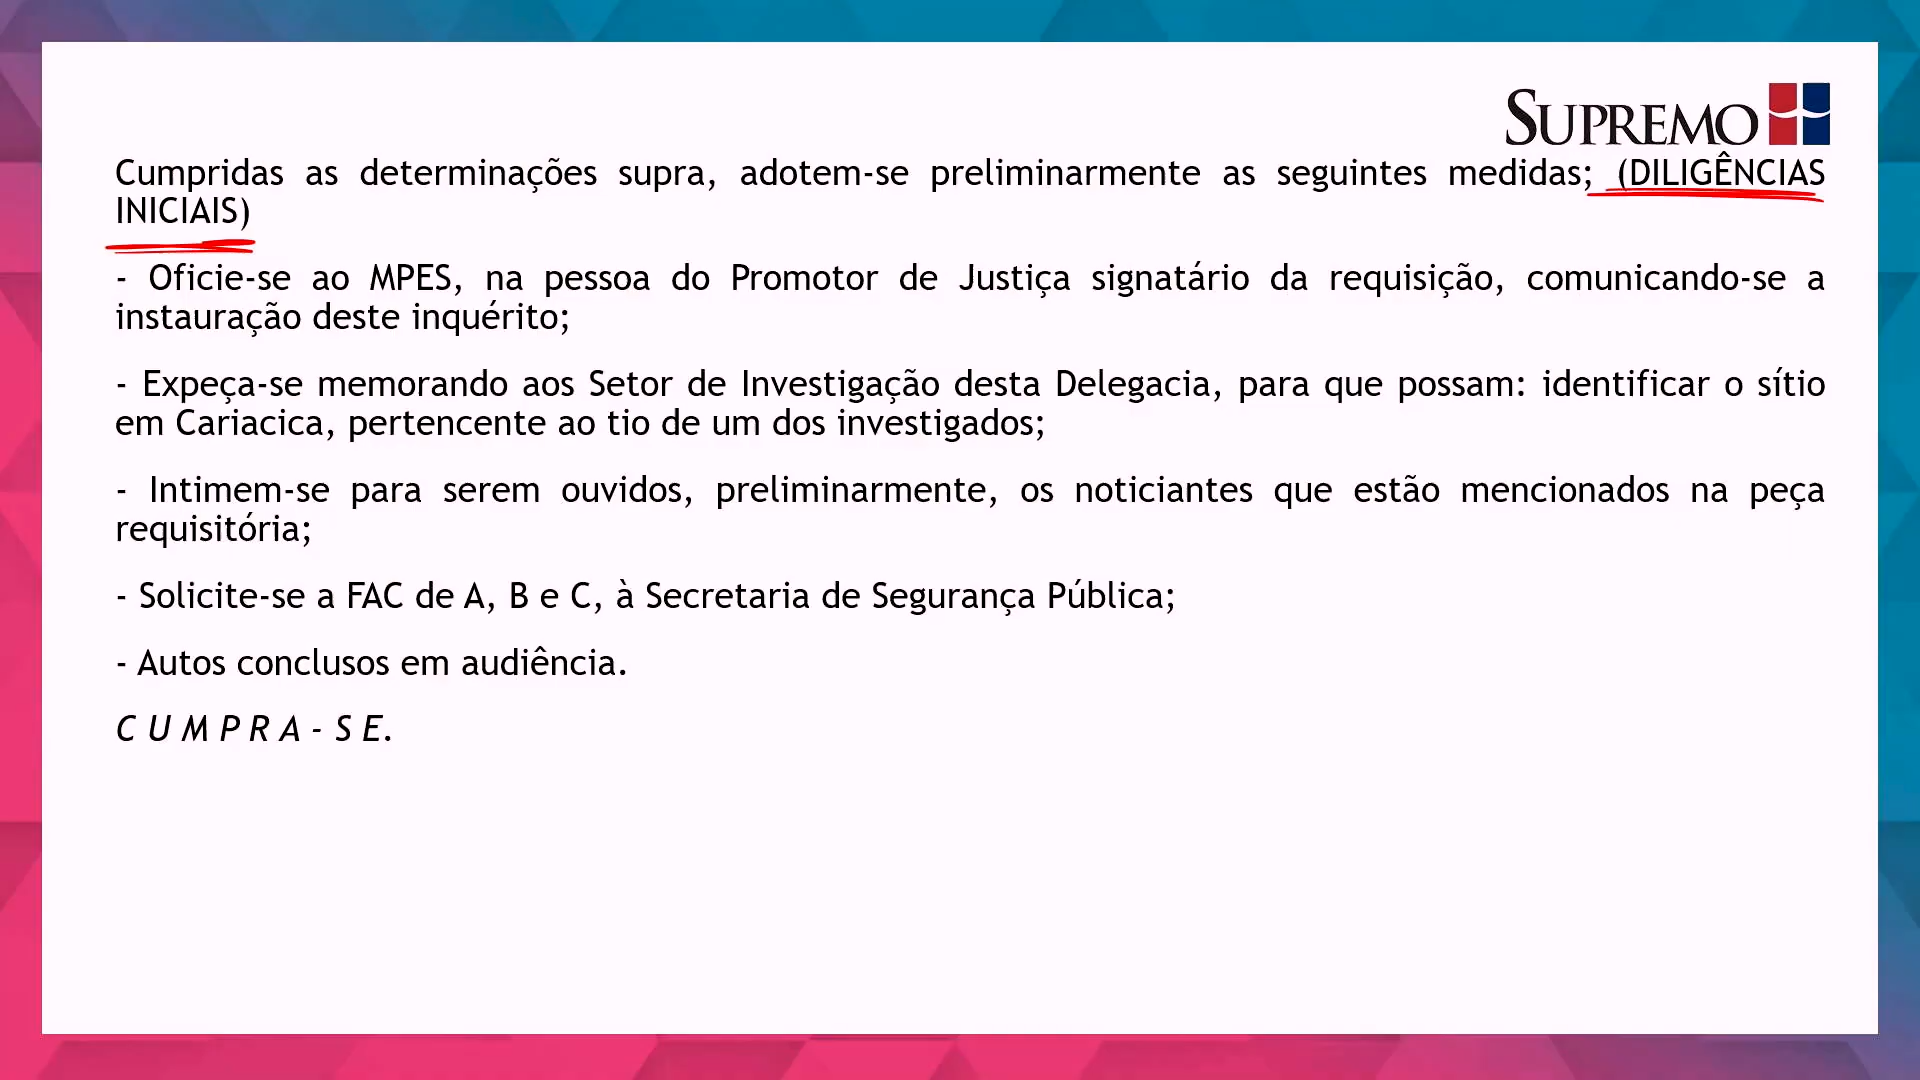 SUPREMO
Cumpridas as determinações supra, adotem-se preliminarmente as seguintes medidas; (DILIGÊNCIAS
INICIAIS)
- Oficie-se ao MPES, na pessoa do Promotor de Justiça signatário da requisição, comunicando-se a
instauração deste inquérito;
- Expeça-se memorando aos Setor de Investigação desta Delegacia, para que possam: identificar o sítio
em Cariacica, pertencente ao tio de um dos investigados;
- Intimem-se para serem ouvidos, preliminarmente, os noticiantes que estão mencionados na peça
requisitória;
- Solicite-se a FAC de A, B e C, à Secretaria de Segurança Pública;
- Autos conclusos em audiência.
C U M P R A - S E.